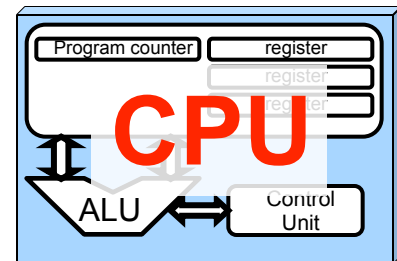 Program counter register
register
register
CPU
ALU
Control
Unit